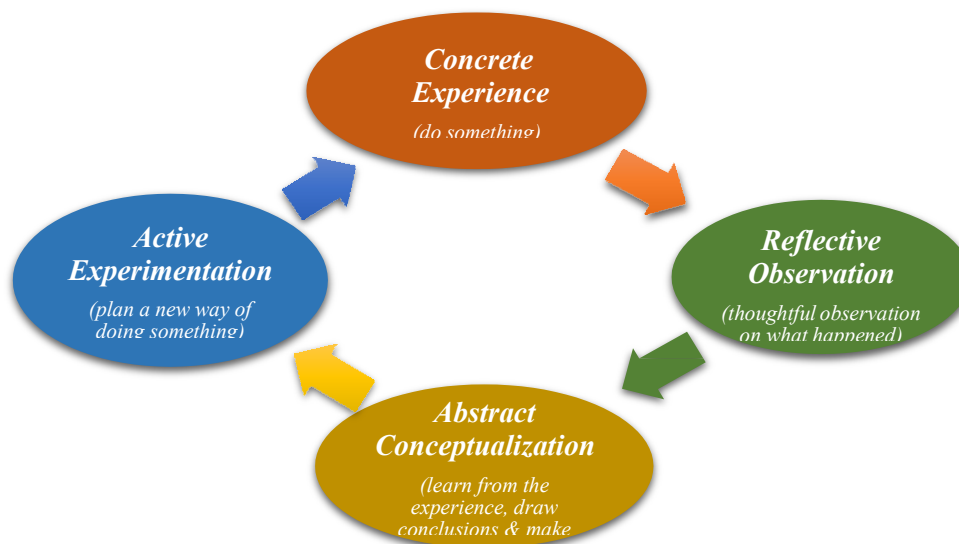 Concrete
Experience
(do something)
Active
Experimentation
(plan a new way of
doing something)
Reflective
Observation
(thoughtful observation
on what happened)
Abstract
Conceptualization
(learn from the
experience, draw
conclusions & make